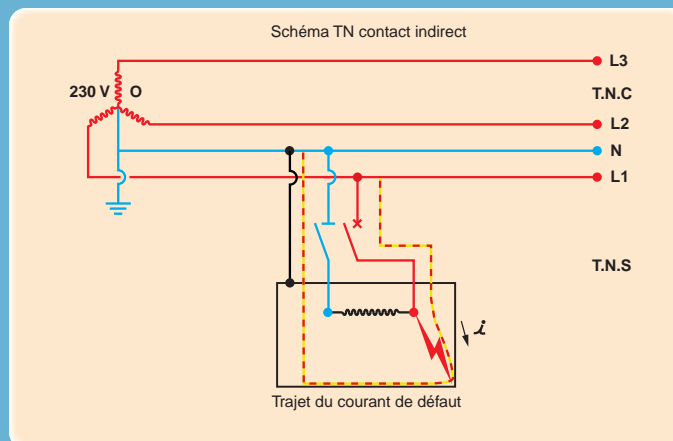 Schéma TN contact indirect
L3
230 V O
T.N.C
L2
N
L1
T.N.S
i
Trajet du courant de défaut